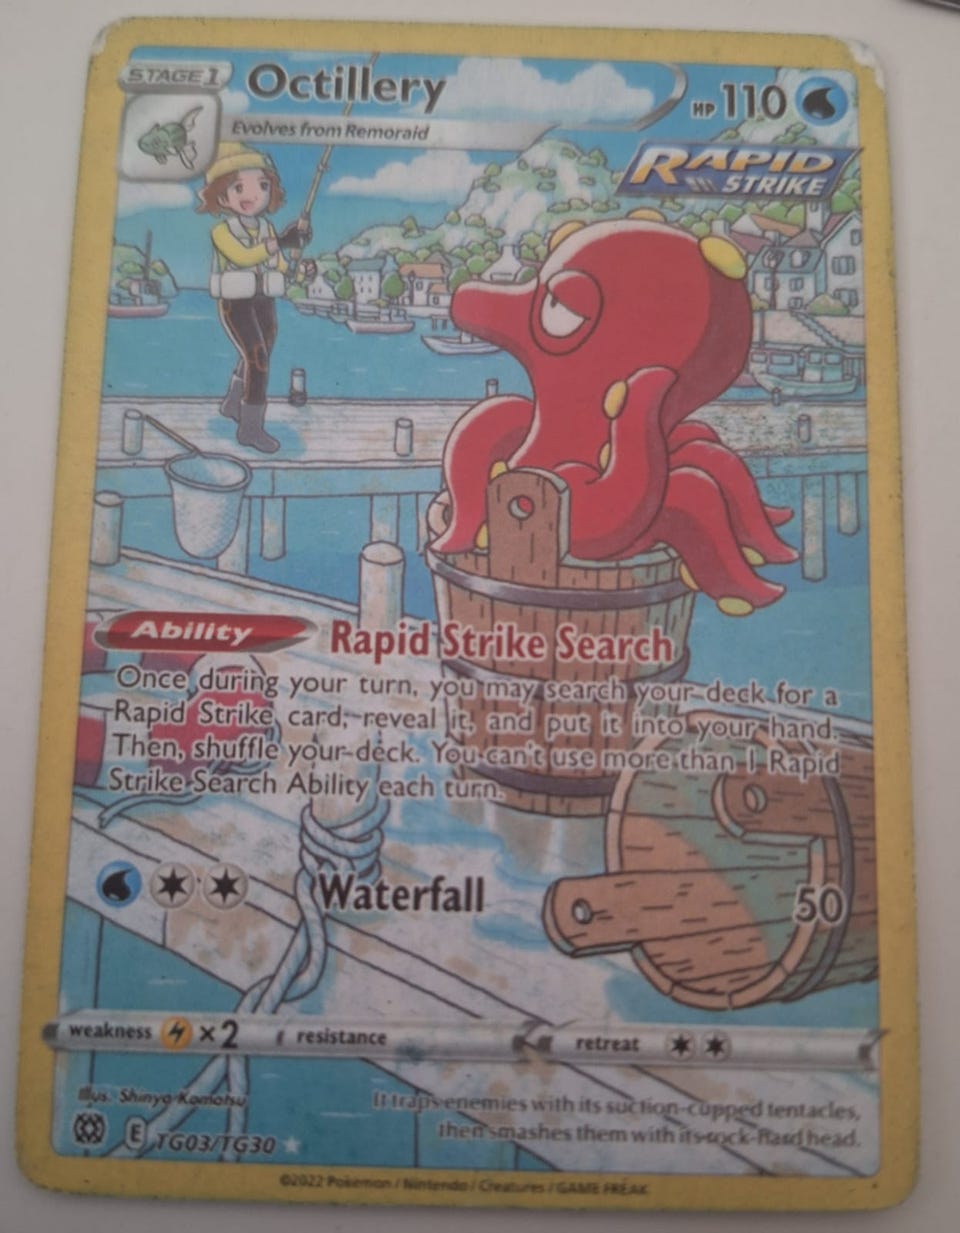 STAGE 1 Octillery HP 110
Evolves from Remoraid
RAPID
STRIKE
Ability Rapid Strike Search
Once during your turn, you may search your deck for a
Rapid Strike card, reveal it, and put it into your hand.
Then, shuffle your deck. You can't use more than 1 Rapid
Strike Search Ability each turn.
Waterfall 50
weakness ×2 resistance retreat
Illus. Shinya Komatsu
It traps enemies with its suction-cupped tentacles,
then smashes them with its rock-hard head.
E TG03/TG30
©2022 Pokémon / Nintendo / Creatures / GAME FREAK